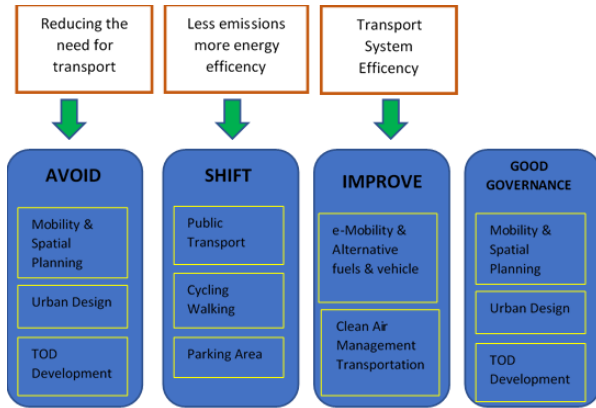 Reducing the
need for
transport
Less emissions
more energy
efficency
Transport
System
Efficency
AVOID
Mobility &
Spatial
Planning
Urban Design
TOD
Development
SHIFT
Public
Transport
Cycling
Walking
Parking Area
IMPROVE
e-Mobility &
Alternative
fuels & vehicle
Clean Air
Management
Transportation
GOOD
GOVERNANCE
Mobility &
Spatial
Planning
Urban Design
TOD
Development